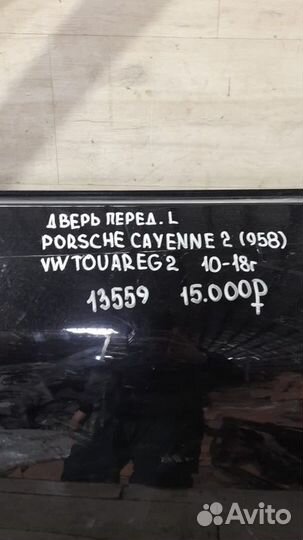 ДВЕРЬ ПЕРЕД. L
PORSCHE CAYENNE 2 (958)
VW TOUAREG 2 10-18г
13559 15.000₽
Avito